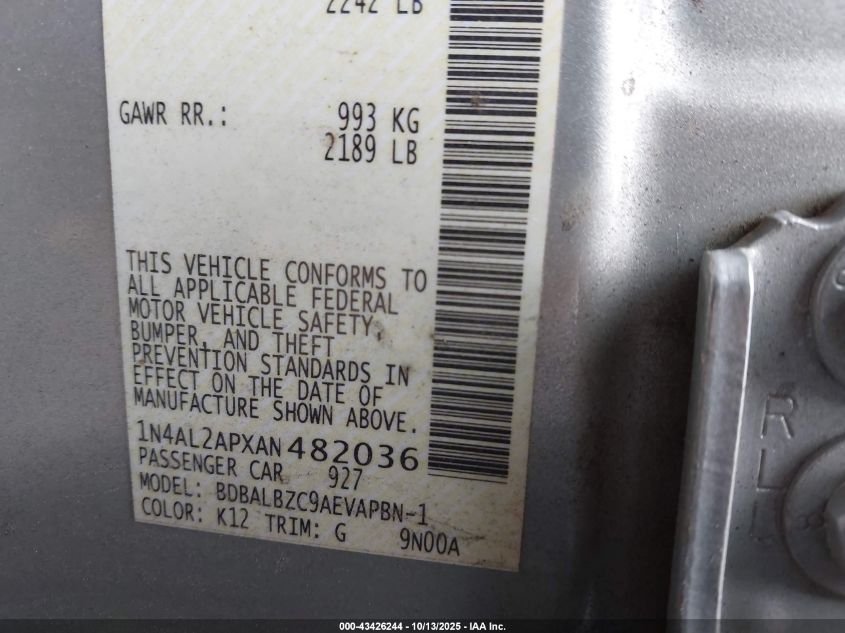 2242 LB
GAWR RR.: 993 KG
2189 LB
THIS VEHICLE CONFORMS TO
ALL APPLICABLE FEDERAL
MOTOR VEHICLE SAFETY,
BUMPER, AND THEFT
PREVENTION STANDARDS IN
EFFECT ON THE DATE OF
MANUFACTURE SHOWN ABOVE.
1N4AL2APXAN482036
PASSENGER CAR 927
MODEL: BDBALBZC9AEVAPBN-1
COLOR: K12 TRIM: G 9N00A
R
L
L
000-43426244 | 10/13/2025 | IAA Inc.